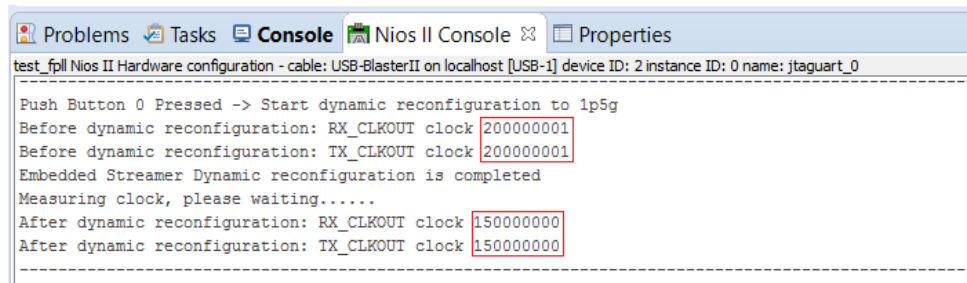 Problems Tasks Console Nios II Console Properties
test_fpll Nios II Hardware configuration - cable: USB-BlasterII on localhost [USB-1] device ID: 2 instance ID: 0 name: jtaguart_0
Push Button 0 Pressed -> Start dynamic reconfiguration to 1p5g
Before dynamic reconfiguration: RX_CLKOUT clock 200000001
Before dynamic reconfiguration: TX_CLKOUT clock 200000001
Embedded Streamer Dynamic reconfiguration is completed
Measuring clock, please waiting......
After dynamic reconfiguration: RX_CLKOUT clock 150000000
After dynamic reconfiguration: TX_CLKOUT clock 150000000